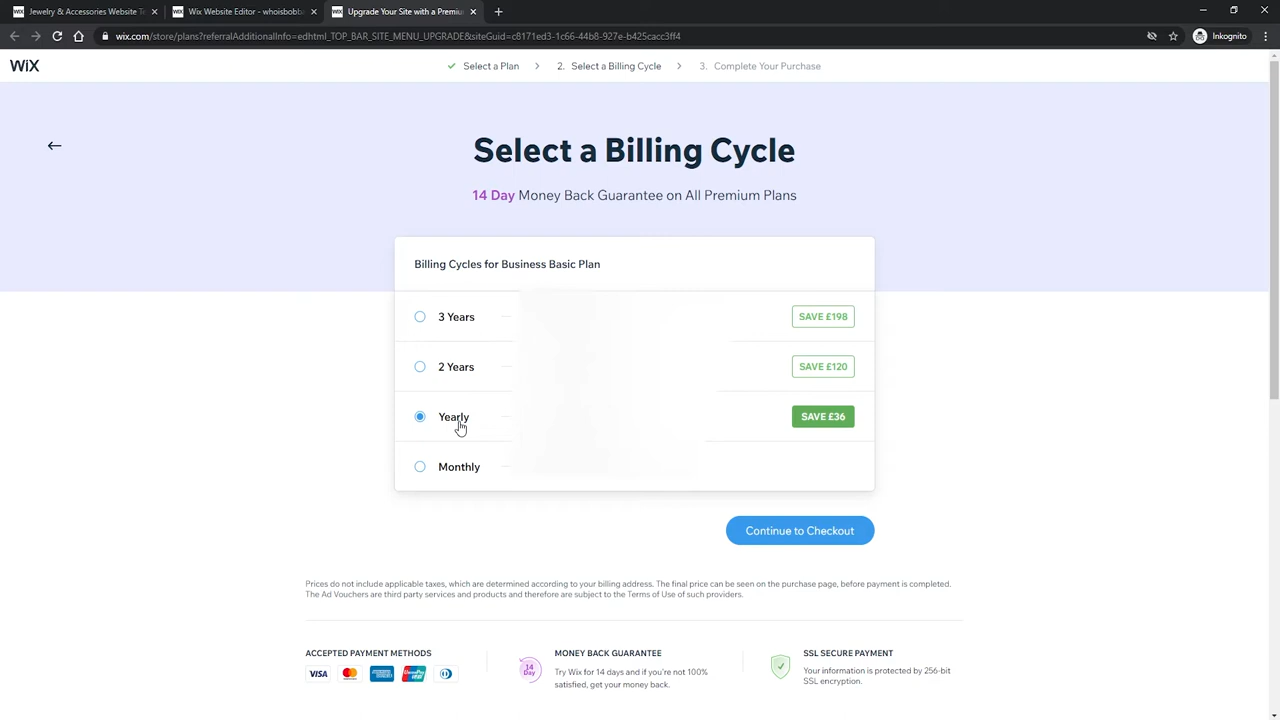 Jewelry & Accessories Website Te
Wix Website Editor - whoisbobba
Upgrade Your Site with a Premiu
wix.com/store/plans?referralAdditionalInfo=edhtml_TOP_BAR_SITE_MENU_UPGRADE&siteGuid=c8171ed3-1c66-44b8-927e-b425cacc3ff4
Inkognito
WiX
Select a Plan
2. Select a Billing Cycle
3. Complete Your Purchase
Select a Billing Cycle
14 Day Money Back Guarantee on All Premium Plans
Billing Cycles for Business Basic Plan
3 Years
SAVE £198
2 Years
SAVE £120
Yearly
SAVE £36
Monthly
Continue to Checkout
Prices do not include applicable taxes, which are determined according to your billing address. The final price can be seen on the purchase page, before payment is completed.
The Ad Vouchers are third party services and products and therefore are subject to the Terms of Use of such providers.
ACCEPTED PAYMENT METHODS
VISA
14 Day
MONEY BACK GUARANTEE
Try Wix for 14 days and if you're not 100%
satisfied, get your money back.
SSL SECURE PAYMENT
Your information is protected by 256-bit
SSL encryption.